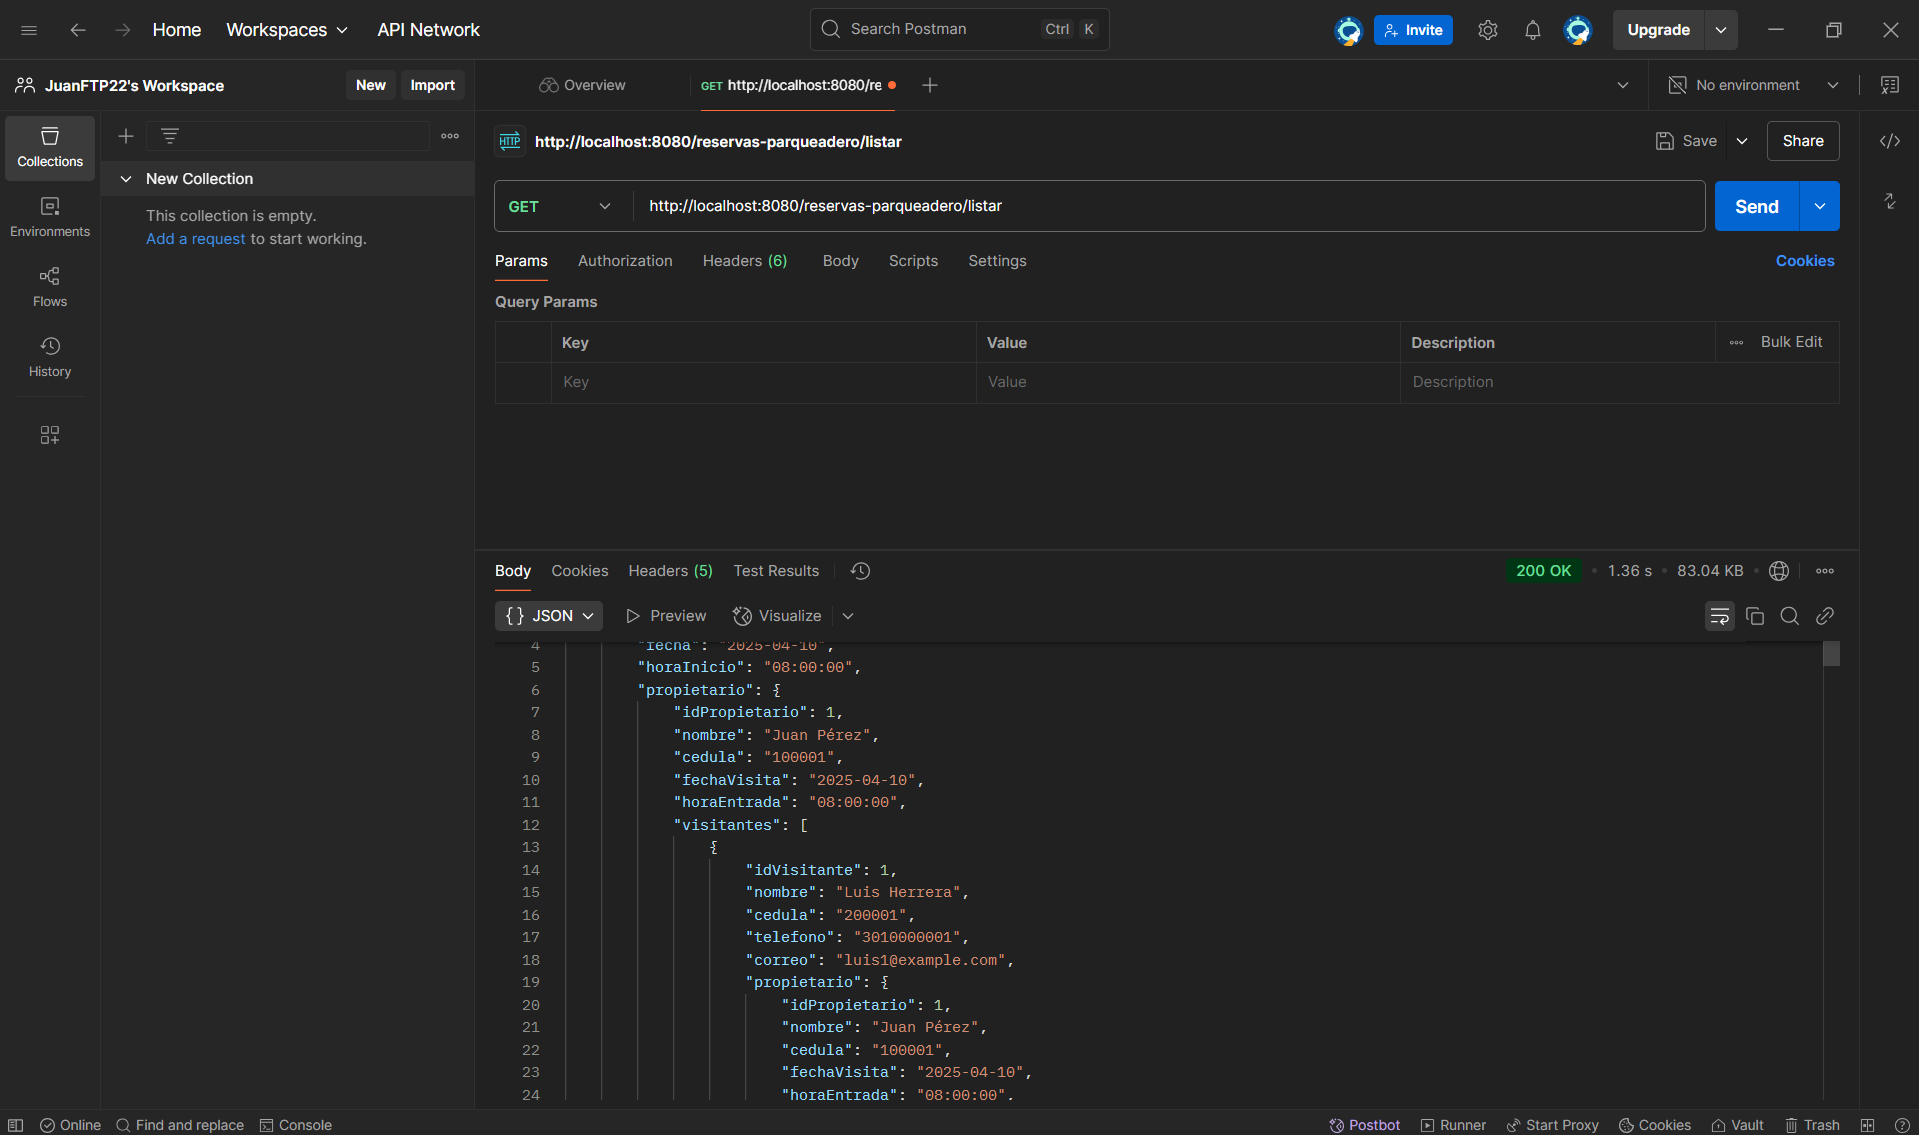 Home Workspaces API Network Search Postman Ctrl K Invite Upgrade
JuanFTP22's Workspace New Import Overview GET http://localhost:8080/re No environment
Collections
Environments
Flows
History
New Collection
This collection is empty.
Add a request to start working.
HTTP http://localhost:8080/reservas-parqueadero/listar Save Share
GET http://localhost:8080/reservas-parqueadero/listar Send
Params Authorization Headers (6) Body Scripts Settings Cookies
Query Params
Key Value Description Bulk Edit
Key Value Description
Body Cookies Headers (5) Test Results 200 OK 1.36 s 83.04 KB
{} JSON Preview Visualize
4 "fecha": "2025-04-10",
5 "horaInicio": "08:00:00",
6 "propietario": {
7 "idPropietario": 1,
8 "nombre": "Juan Pérez",
9 "cedula": "100001",
10 "fechaVisita": "2025-04-10",
11 "horaEntrada": "08:00:00",
12 "visitantes": [
13 {
14 "idVisitante": 1,
15 "nombre": "Luis Herrera",
16 "cedula": "200001",
17 "telefono": "3010000001",
18 "correo": "luis1@example.com",
19 "propietario": {
20 "idPropietario": 1,
21 "nombre": "Juan Pérez",
22 "cedula": "100001",
23 "fechaVisita": "2025-04-10",
24 "horaEntrada": "08:00:00",
Online Find and replace Console Postbot Runner Start Proxy Cookies Vault Trash